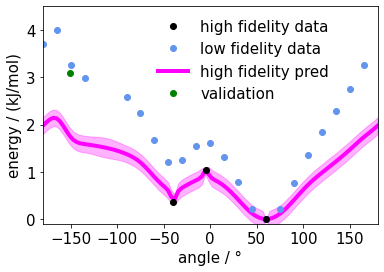 high fidelity data
low fidelity data
high fidelity pred
validation
energy / (kJ/mol)
4
3
2
1
0
−150 −100 −50 0 50 100 150
angle / °